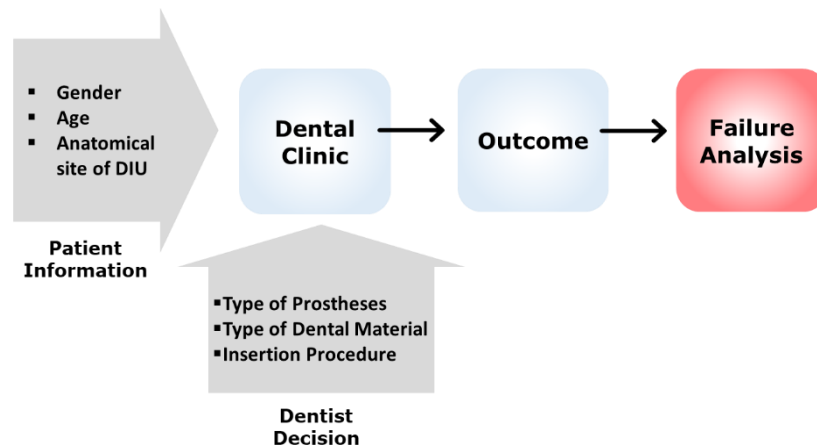 ▪ Gender
▪ Age
▪ Anatomical
site of DIU
Patient
Information
Dental
Clinic
Outcome
Failure
Analysis
▪Type of Prostheses
▪Type of Dental Material
▪Insertion Procedure
Dentist
Decision